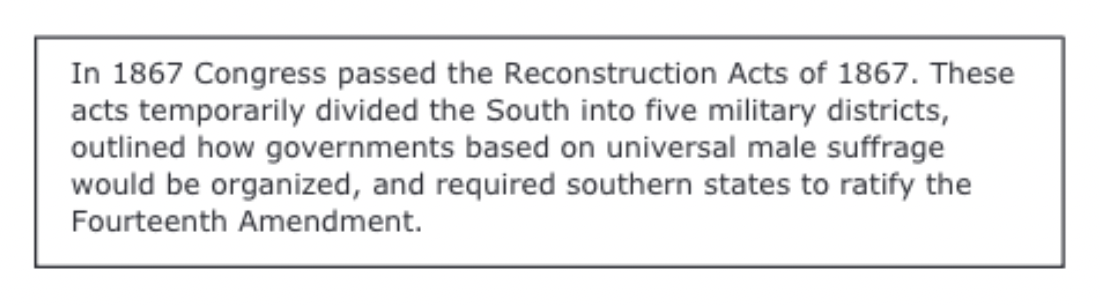 In 1867 Congress passed the Reconstruction Acts of 1867. These
acts temporarily divided the South into five military districts,
outlined how governments based on universal male suffrage
would be organized, and required southern states to ratify the
Fourteenth Amendment.